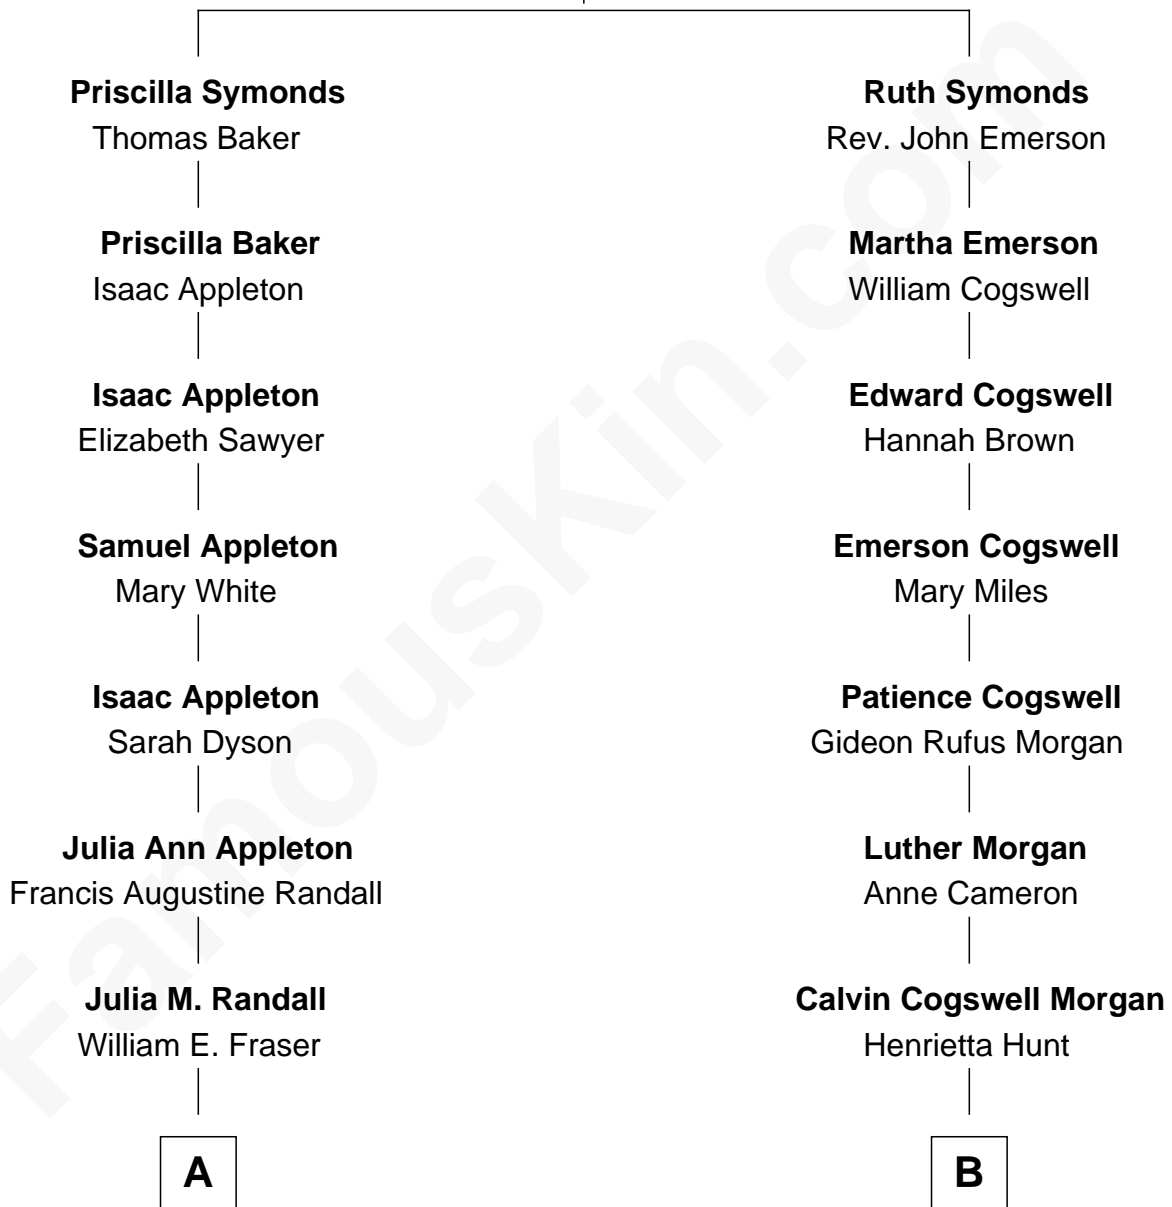 Priscilla Symonds
Thomas Baker
Priscilla Baker
Isaac Appleton
Isaac Appleton
Elizabeth Sawyer
Samuel Appleton
Mary White
Isaac Appleton
Sarah Dyson
Julia Ann Appleton
Francis Augustine Randall
Julia M. Randall
William E. Fraser
A
Ruth Symonds
Rev. John Emerson
Martha Emerson
William Cogswell
Edward Cogswell
Hannah Brown
Emerson Cogswell
Mary Miles
Patience Cogswell
Gideon Rufus Morgan
Luther Morgan
Anne Cameron
Calvin Cogswell Morgan
Henrietta Hunt
B
FamousKin.com